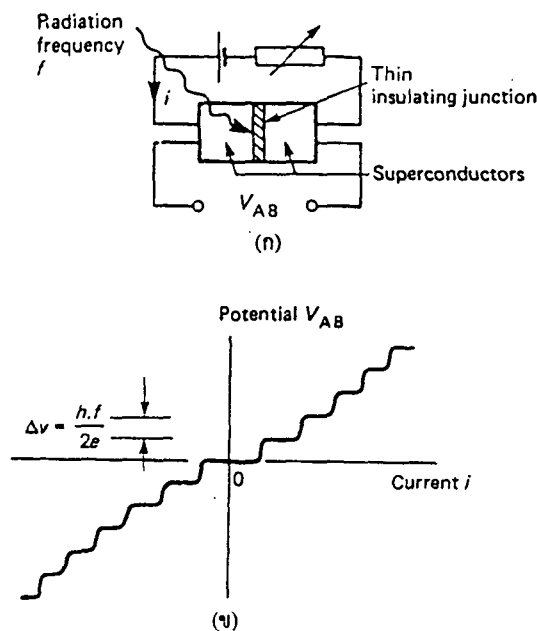 Radiation
frequency
f
i
Thin
insulating junction
Superconductors
V_AB
(ก)
Potential V_AB
Δv = h.f / 2e
0
Current i
(ข)